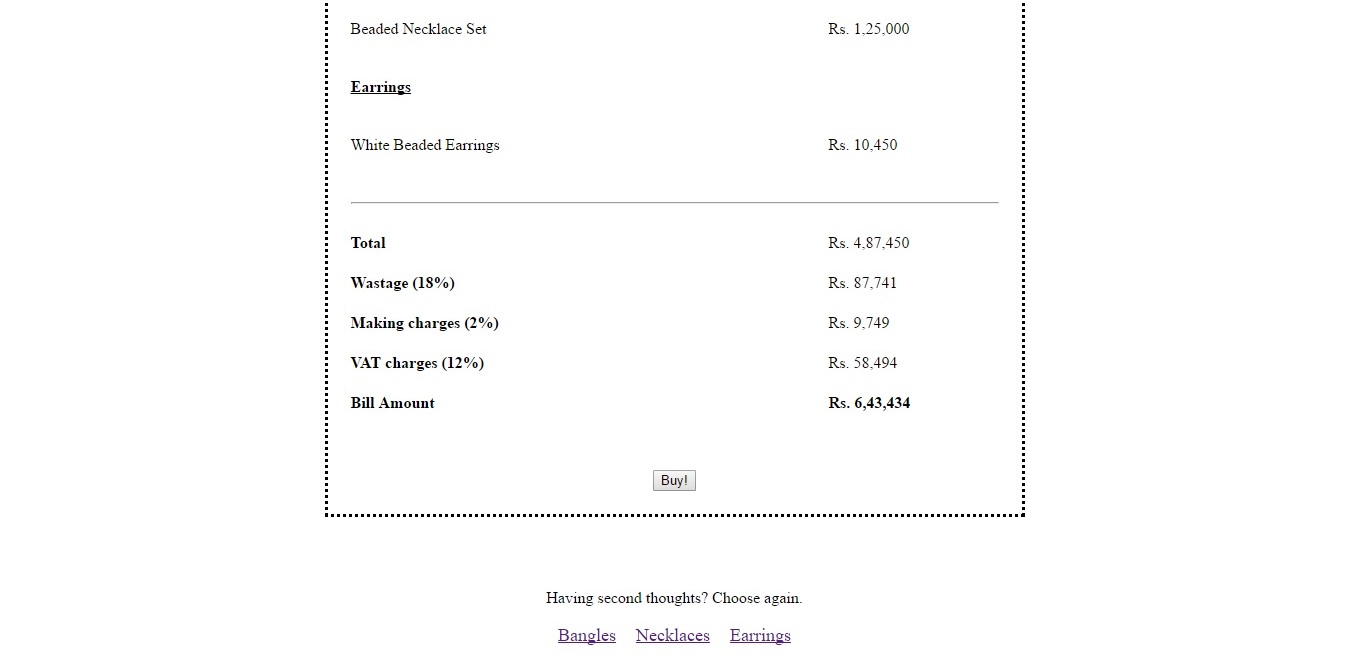 Beaded Necklace Set Rs. 1,25,000
Earrings
White Beaded Earrings Rs. 10,450
Total Rs. 4,87,450
Wastage (18%) Rs. 87,741
Making charges (2%) Rs. 9,749
VAT charges (12%) Rs. 58,494
Bill Amount Rs. 6,43,434
Buy!
Having second thoughts? Choose again.
Bangles Necklaces Earrings